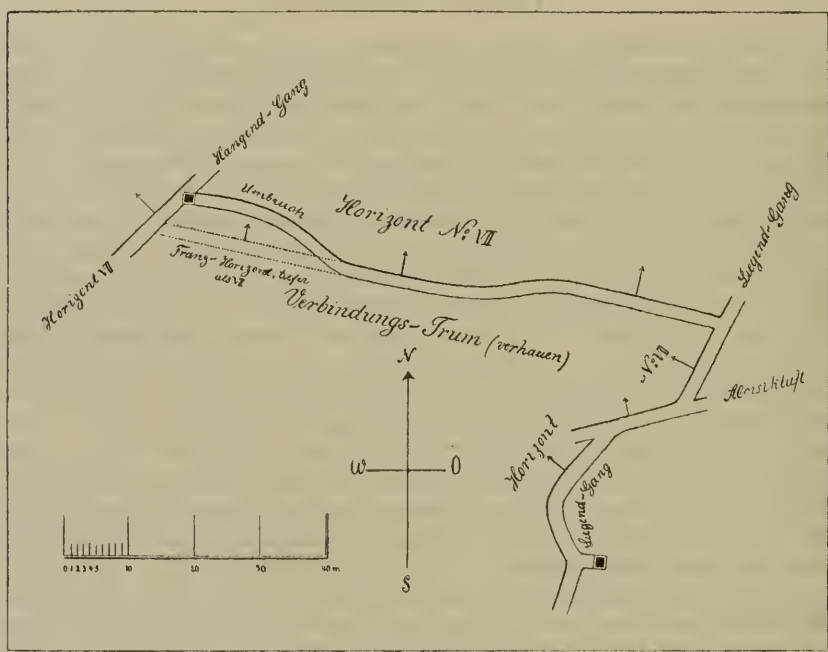 Hangend-Gang
Umbruch
Horizont No. VII
Liegend-Gang
Horizont VII
Franz-Horizont, tiefer
als VII
Verbindungs-Trum (verhauen)
No. VII
N
W
O
S
Horizont
Liegend-Gang
0 1 2 3 4 5 10 20 30 40 m